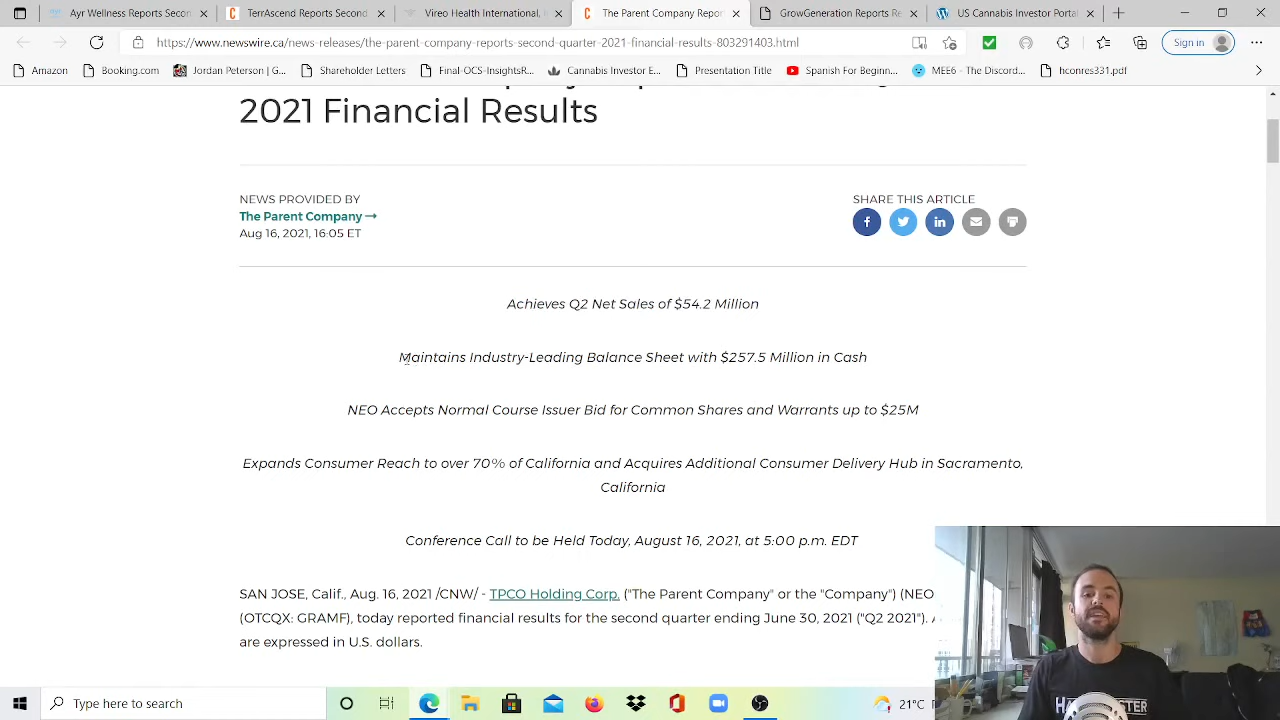 Ayr Wellness Reports Second
TerrAscend Reports Second
Vireo Health International,
The Parent Company Repor
GrowGeneration Reports Re
US Cannabis Investor Portal
https://www.newswire.ca/news-releases/the-parent-company-reports-second-quarter-2021-financial-results-803291403.html
Sign in
Amazon
Booking.com
Jordan Peterson | G...
Shareholder Letters
Final-OCS-Insights...
Cannabis Investor E...
Presentation Title
Spanish For Beginn...
MEE6 - The Discord...
hconres331.pdf
2021 Financial Results
NEWS PROVIDED BY
The Parent Company →
Aug 16, 2021, 16:05 ET
SHARE THIS ARTICLE
Achieves Q2 Net Sales of $54.2 Million
Maintains Industry-Leading Balance Sheet with $257.5 Million in Cash
NEO Accepts Normal Course Issuer Bid for Common Shares and Warrants up to $25M
Expands Consumer Reach to over 70% of California and Acquires Additional Consumer Delivery Hub in Sacramento,
California
Conference Call to be Held Today, August 16, 2021, at 5:00 p.m. EDT
SAN JOSE, Calif., Aug. 16, 2021 /CNW/ - TPCO Holding Corp. ("The Parent Company" or the "Company") (NEO
(OTCQX: GRAMF), today reported financial results for the second quarter ending June 30, 2021 ("Q2 2021").
are expressed in U.S. dollars.
Type here to search
21°C